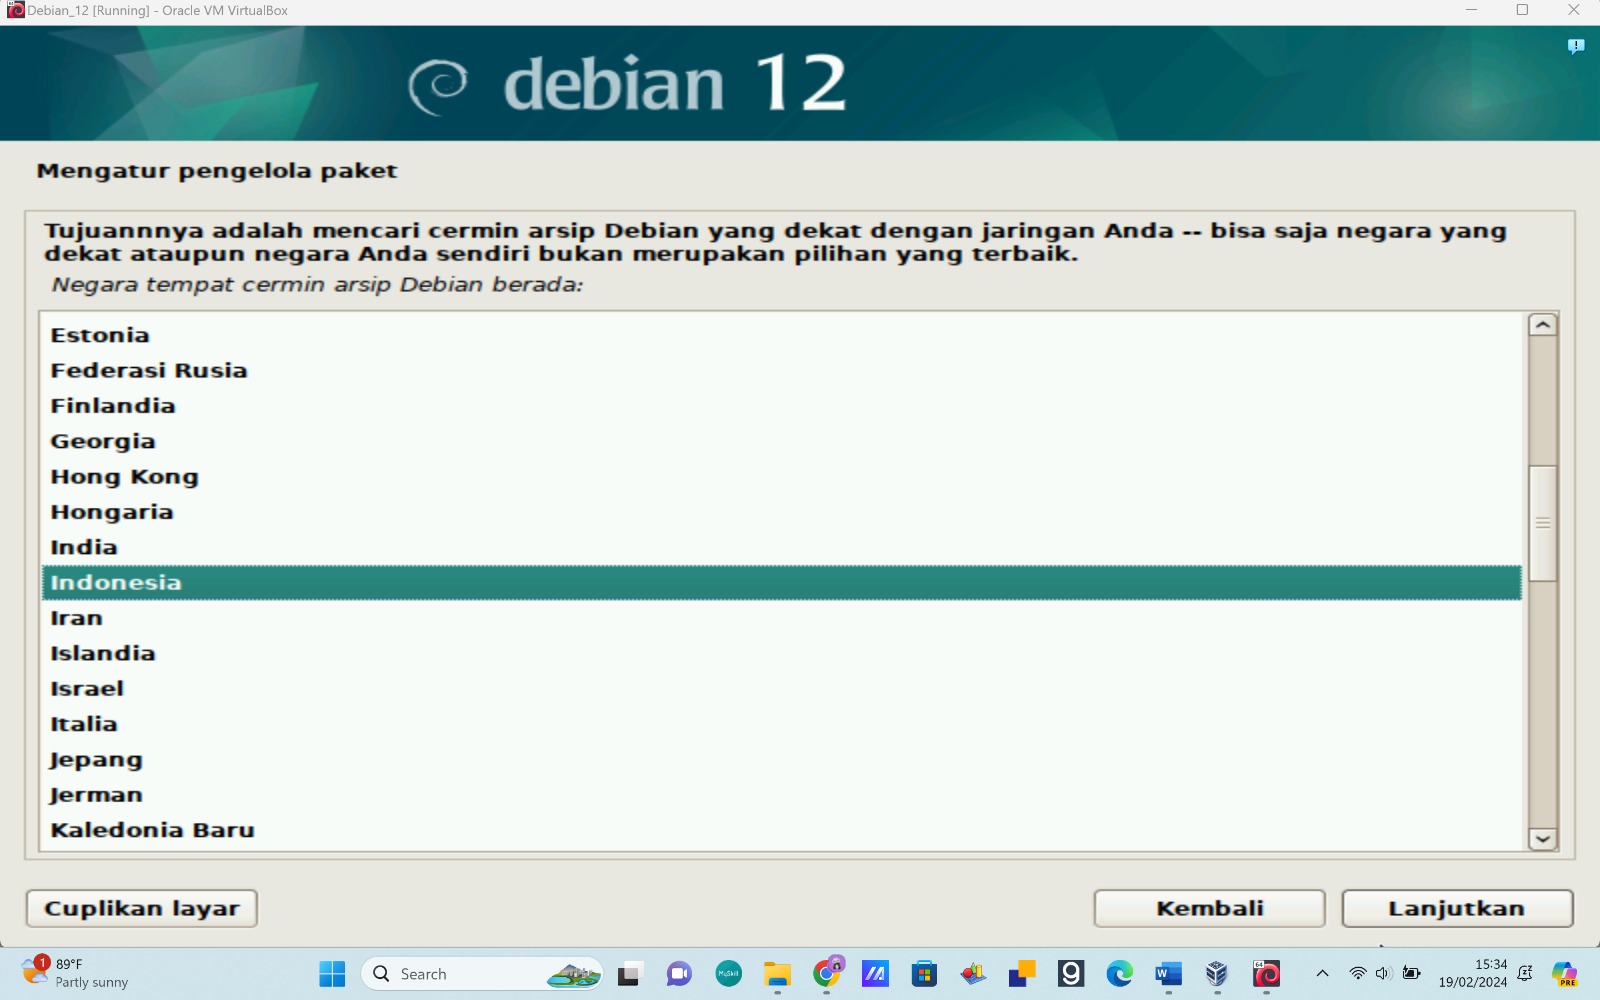 Debian_12 [Running] - Oracle VM VirtualBox
debian 12
Mengatur pengelola paket
Tujuannnya adalah mencari cermin arsip Debian yang dekat dengan jaringan Anda -- bisa saja negara yang
dekat ataupun negara Anda sendiri bukan merupakan pilihan yang terbaik.
Negara tempat cermin arsip Debian berada:
Estonia
Federasi Rusia
Finlandia
Georgia
Hong Kong
Hongaria
India
Indonesia
Iran
Islandia
Israel
Italia
Jepang
Jerman
Kaledonia Baru
Cuplikan layar
Kembali
Lanjutkan
1
89°F
Partly sunny
Search
MySkill
g
W
64
15:34
19/02/2024
PRE